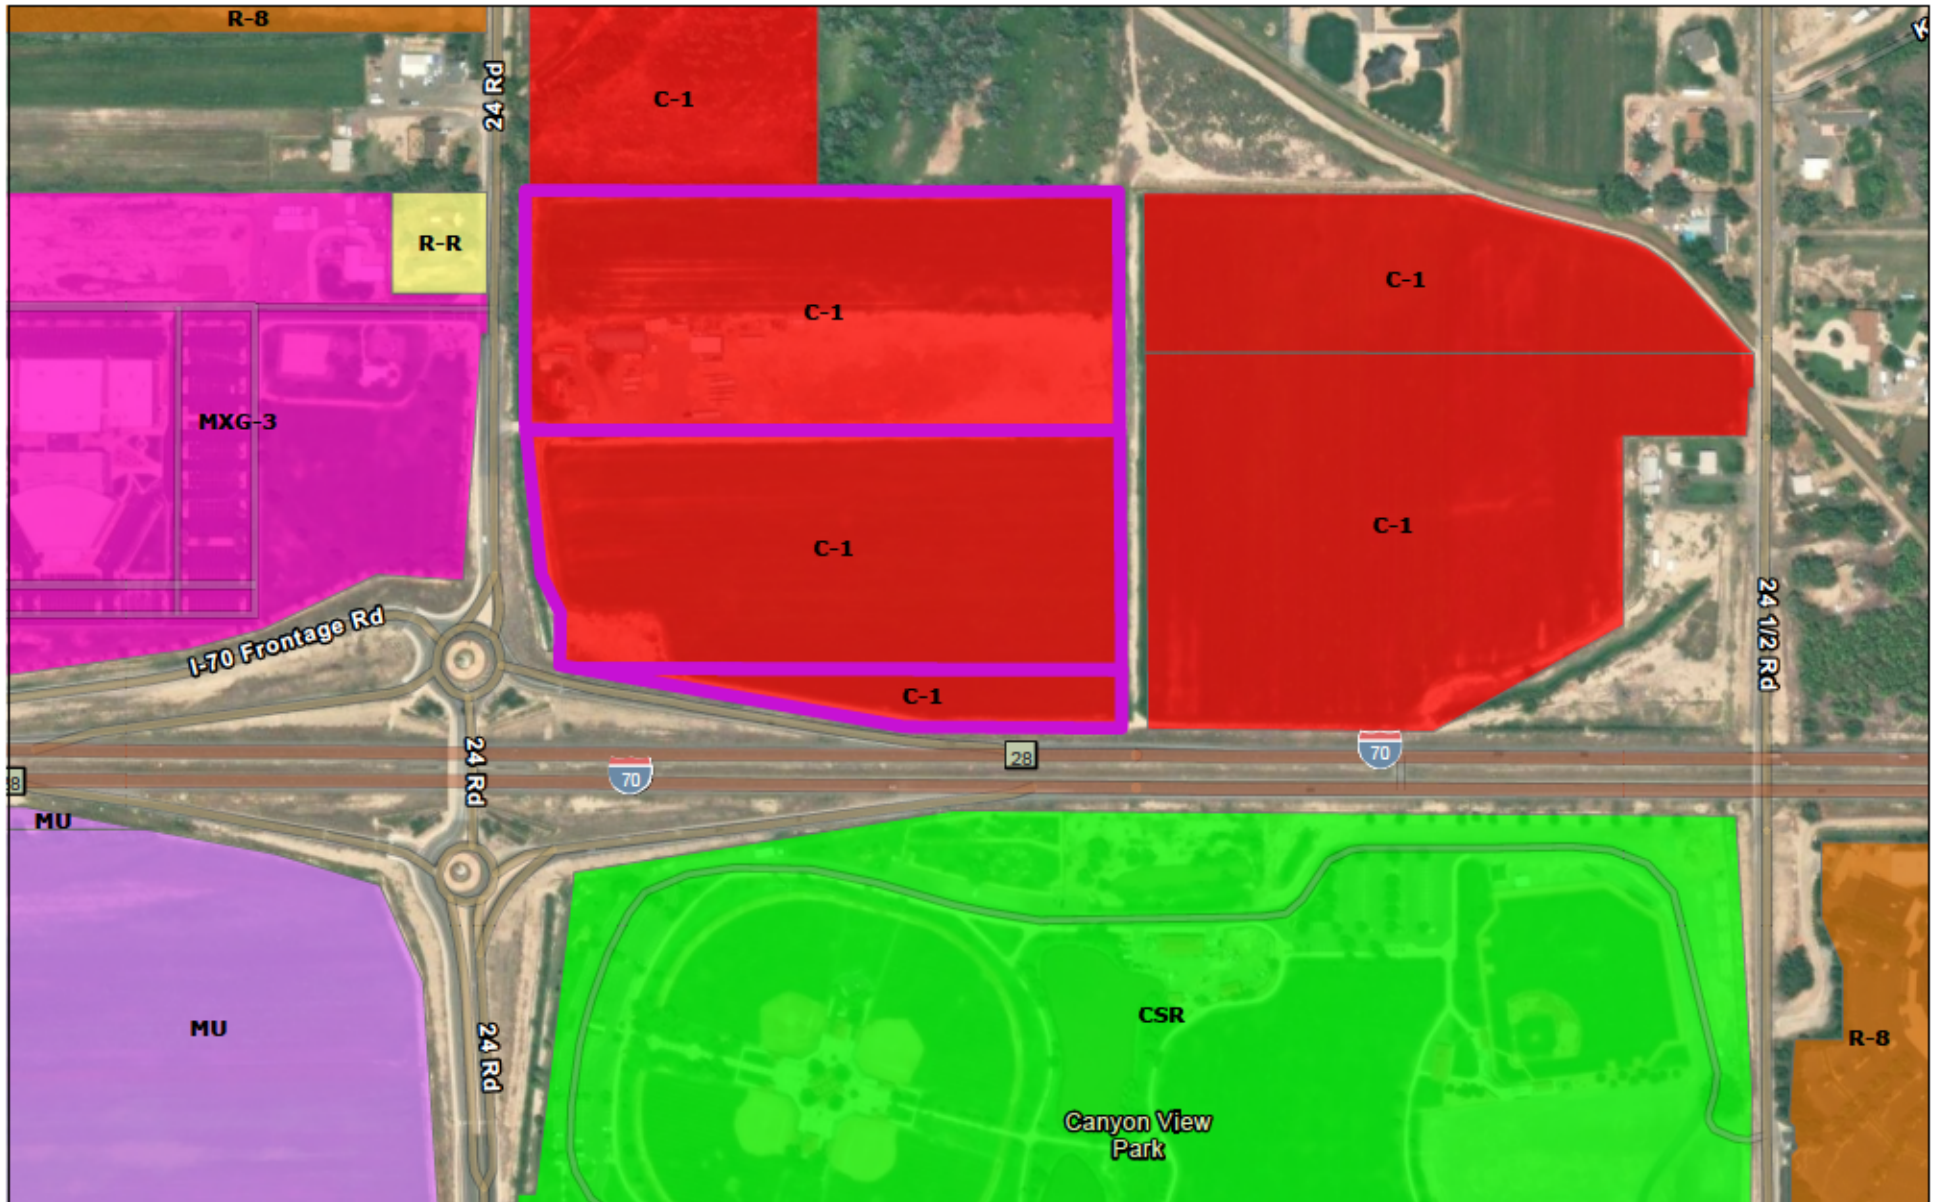 R-8
K
24 Rd
C-1
R-R
C-1
C-1
MXG-3
C-1
C-1
24 1/2 Rd
I-70 Frontage Rd
C-1
24 Rd
28
70
70
8
MU
MU
CSR
24 Rd
R-8
Canyon View
Park